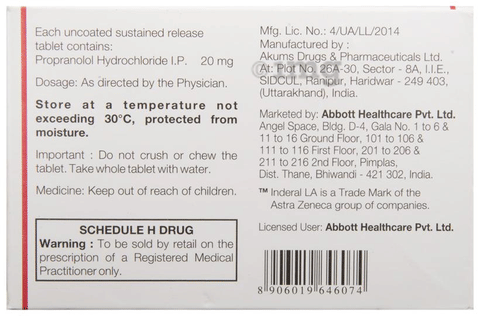 Each uncoated sustained release
tablet contains:
Propranolol Hydrochloride I.P. 20 mg
Dosage: As directed by the Physician.
Store at a temperature not
exceeding 30°C, protected from
moisture.
Important : Do not crush or chew the
tablet. Take whole tablet with water.
Medicine: Keep out of reach of children.
SCHEDULE H DRUG
Warning : To be sold by retail on the
prescription of a Registered Medical
Practitioner only.
Mfg. Lic. No.: 4/UA/LL/2014
Manufactured by :
Akums Drugs & Pharmaceuticals Ltd.
At: Plot No. 26A-30, Sector - 8A, I.I.E.,
SIDCUL, Ranipur, Haridwar - 249 403,
(Uttarakhand), India.
Marketed by: Abbott Healthcare Pvt. Ltd.
Angel Space, Bldg. D-4, Gala No. 1 to 6 &
11 to 16 Ground Floor, 101 to 106 &
111 to 116 First Floor, 201 to 206 &
211 to 216 2nd Floor, Pimplas,
Dist. Thane, Bhiwandi - 421 302, India.
™ Inderal LA is a Trade Mark of the
Astra Zeneca group of companies.
Licensed User: Abbott Healthcare Pvt. Ltd.
8 906019 646074